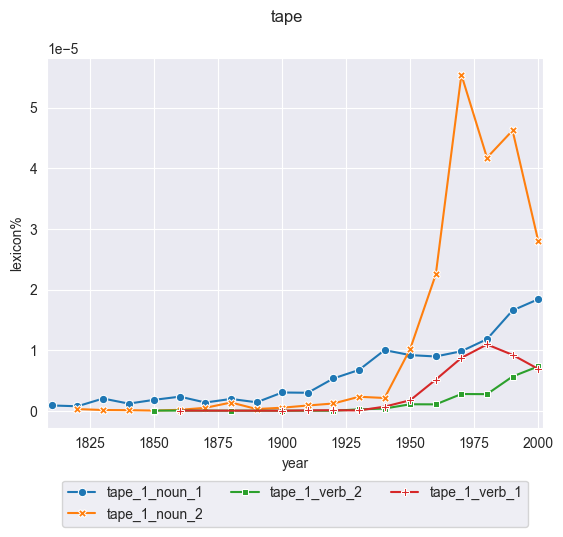 tape
1e−5
5
4
3
2
1
0
lexicon%
1825 1850 1875 1900 1925 1950 1975 2000
year
tape_1_noun_1 tape_1_verb_2 tape_1_verb_1
tape_1_noun_2